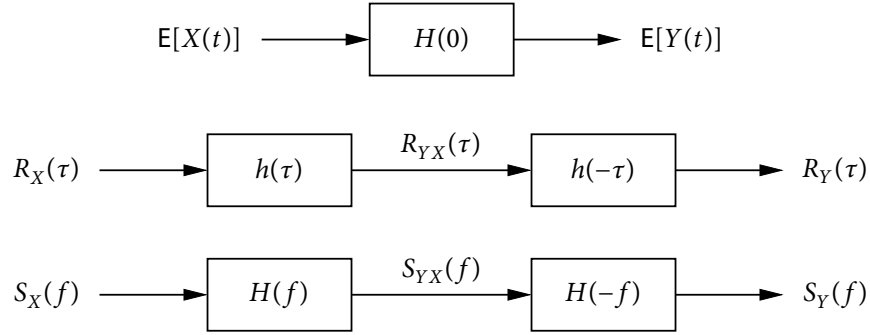 E[X(t)] H(0) E[Y(t)]
R_{YX}(τ)
R_X(τ) h(τ) h(−τ) R_Y(τ)
S_{YX}(f)
S_X(f) H(f) H(−f) S_Y(f)